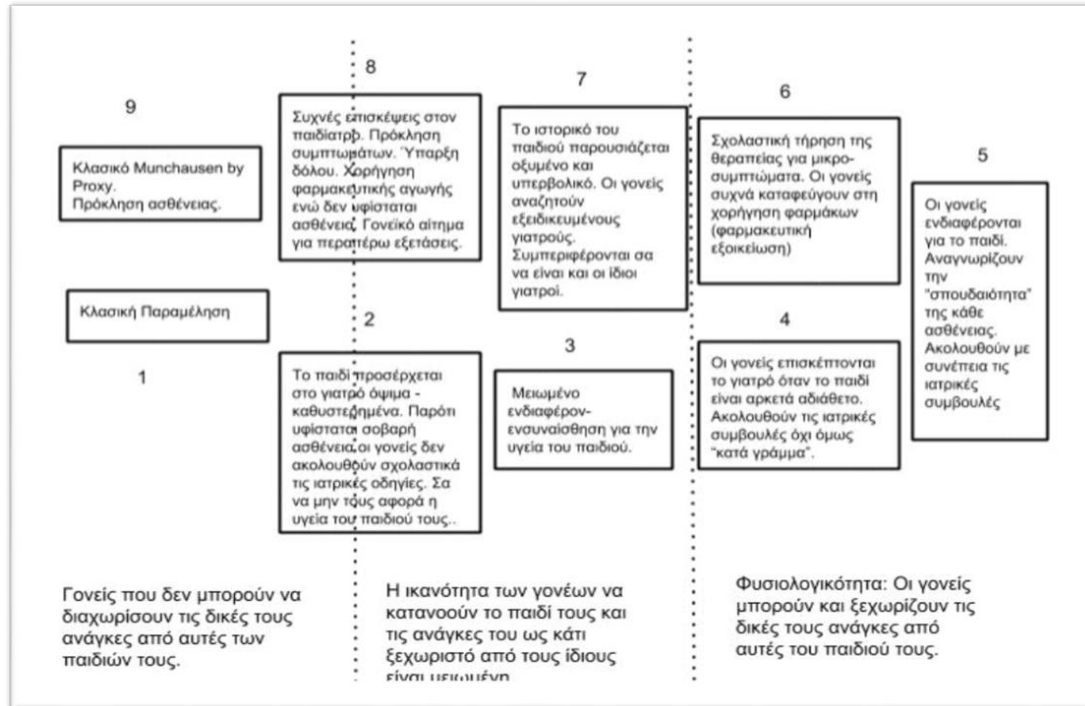 9
Κλασικό Munchausen by
Proxy.
Πρόκληση ασθένειας.
8
Συχνές επισκέψεις στον
παιδίατρο. Πρόκληση
συμπτωμάτων. Ύπαρξη
δόλου. Χορήγηση
φαρμακευτικής αγωγής
ενώ δεν υφίσταται
ασθένεια. Γονεϊκό αίτημα
για περαιτέρω εξετάσεις.
7
Το ιστορικό του
παιδιού παρουσιάζεται
οξυμένο και
υπερβολικό. Οι γονείς
αναζητούν
εξειδικευμένους
γιατρούς.
Συμπεριφέρονται σα
να είναι και οι ίδιοι
γιατροί.
6
Σχολαστική τήρηση της
θεραπείας για μικρο-
συμπτώματα. Οι γονείς
συχνά καταφεύγουν στη
χορήγηση φαρμάκων
(φαρμακευτική
εξοικείωση)
5
Οι γονείς
ενδιαφέρονται
για το παιδί.
Αναγνωρίζουν
την
"σπουδαιότητα"
της κάθε
ασθένειας.
Ακολουθούν με
συνέπεια τις
ιατρικές
συμβουλές
Κλασική Παραμέληση
1
2
Το παιδί προσέρχεται
στο γιατρό όψιμα -
καθυστερημένα. Παρότι
υφίσταται σοβαρή
ασθένεια οι γονείς δεν
ακολουθούν σχολαστικά
τις ιατρικές οδηγίες. Σα
να μην τους αφορά η
υγεία του παιδιού τους..
3
Μειωμένο
ενδιαφέρον-
ενσυναίσθηση για την
υγεία του παιδιού.
4
Οι γονείς επισκέπτονται
το γιατρό όταν το παιδί
είναι αρκετά αδιάθετο.
Ακολουθούν τις ιατρικές
συμβουλές όχι όμως
"κατά γράμμα".
Γονείς που δεν μπορούν να
διαχωρίσουν τις δικές τους
ανάγκες από αυτές των
παιδιών τους.
Η ικανότητα των γονέων να
κατανοούν το παιδί τους και
τις ανάγκες του ως κάτι
ξεχωριστό από τους ίδιους
είναι μειωμένη
Φυσιολογικότητα: Οι γονείς
μπορούν και ξεχωρίζουν τις
δικές τους ανάγκες από
αυτές του παιδιού τους.